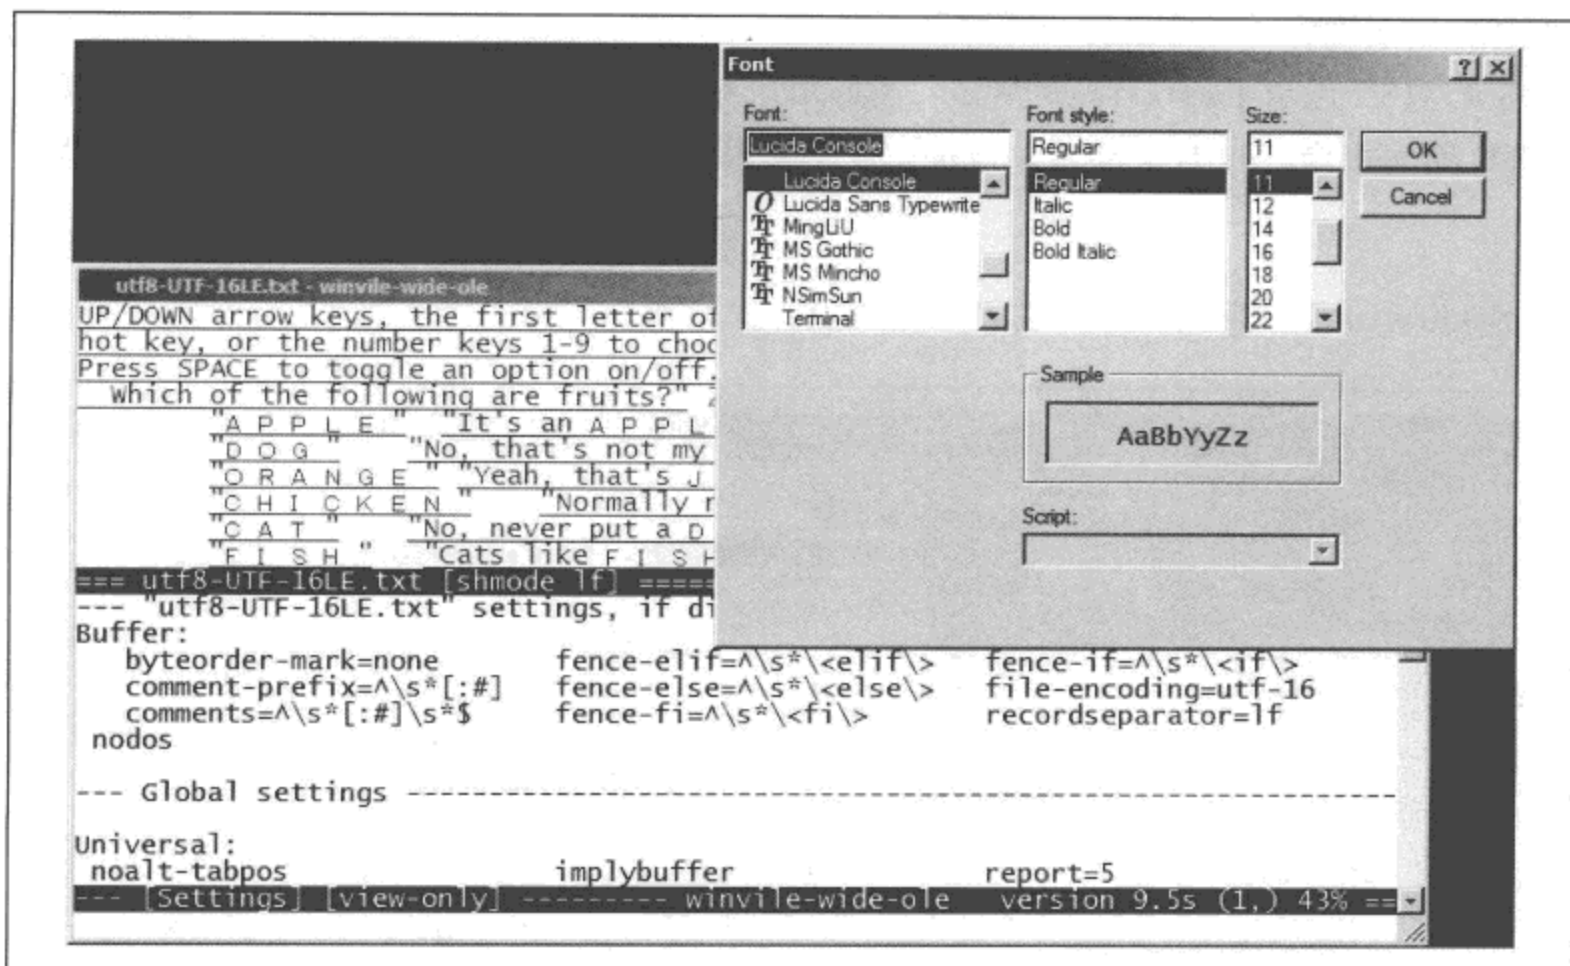 Font
Font:
Font style:
Size:
Lucida Console
Regular
11
OK
Cancel
Lucida Console
Lucida Sans Typewrite
MingLiU
MS Gothic
MS Mincho
NSimSun
Terminal
Regular
Italic
Bold
Bold Italic
11
12
14
16
18
20
22
Sample
AaBbYyZz
Script:
utf8-UTF-16LE.txt - winvile-wide-ole
UP/DOWN arrow keys, the first letter of
hot key, or the number keys 1-9 to choo
Press SPACE to toggle an option on/off.
Which of the following are fruits?"
"A P P L E" "It's an A P P L
"D O G" "No, that's not my
"O R A N G E" "Yeah, that's J
"C H I C K E N" "Normally
"C A T" "No, never put a D
"F I S H" "Cats like F I S H
=== utf8-UTF-16LE.txt [shmode lf] =====
--- "utf8-UTF-16LE.txt" settings, if di
Buffer:
byteorder-mark=none fence-elif=^\s*\<elif\> fence-if=^\s*\<if\>
comment-prefix=^\s*[:#] fence-else=^\s*\<else\> file-encoding=utf-16
comments=^\s*[:#]\s*$ fence-fi=^\s*\<fi\> recordseparator=lf
nodos
--- Global settings ------------------------------------------------------------
Universal:
noalt-tabpos implybuffer report=5
--- [Settings] [view-only] --------- winvile-wide-ole version 9.5s (1,) 43% ==